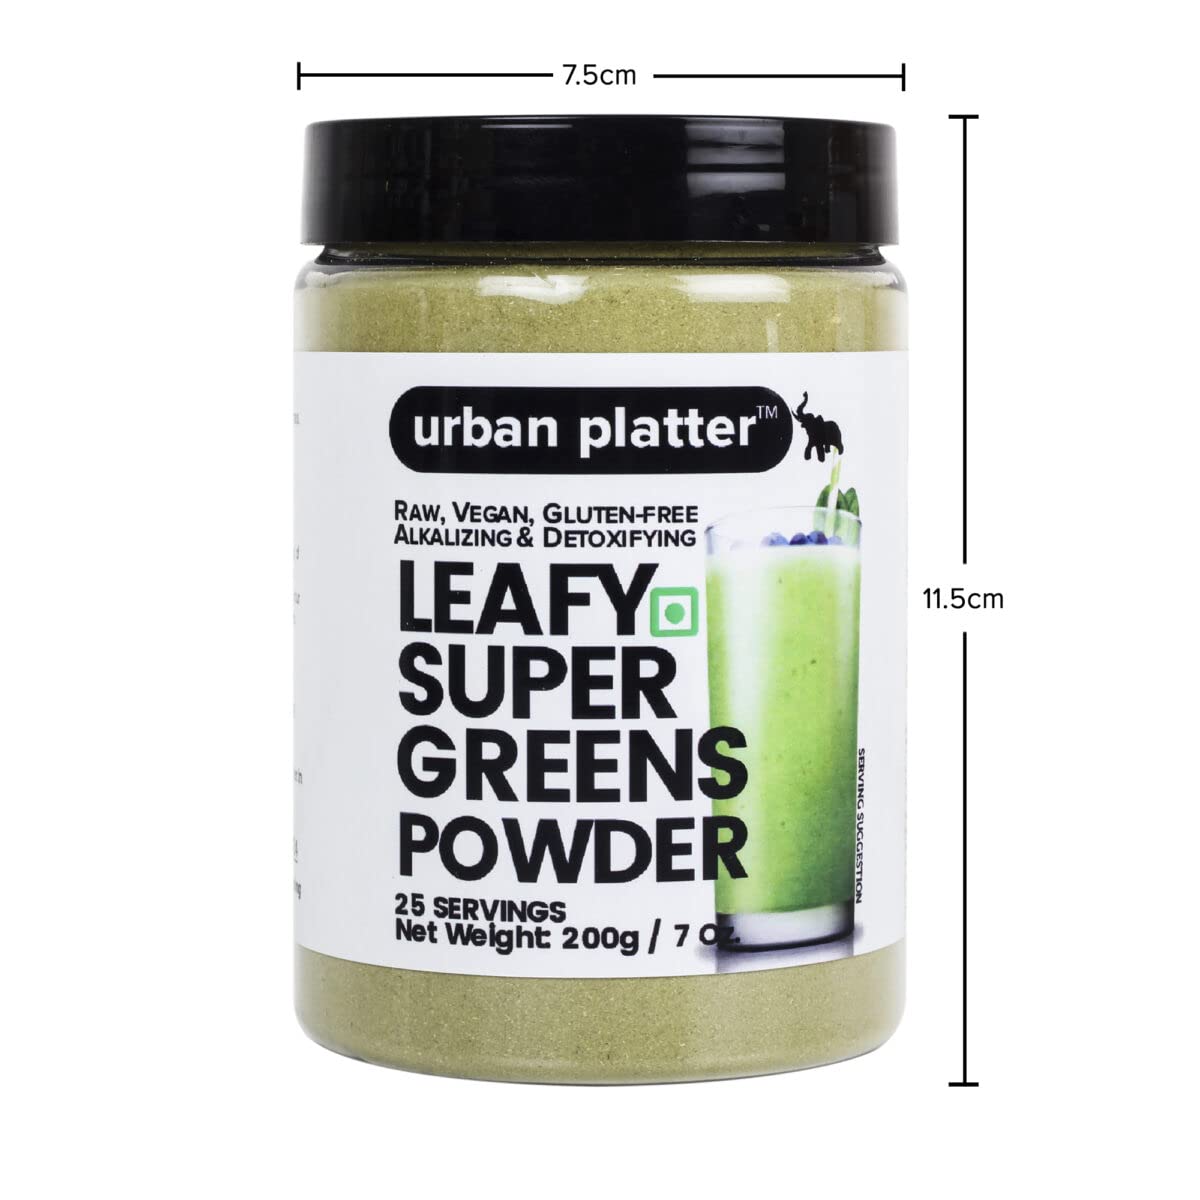 7.5cm
urban platter™
RAW, VEGAN, GLUTEN-FREE
ALKALIZING & DETOXIFYING
LEAFY
SUPER
GREENS
POWDER
25 SERVINGS
Net Weight: 200g / 7 Oz.
SERVING SUGGESTION
11.5cm